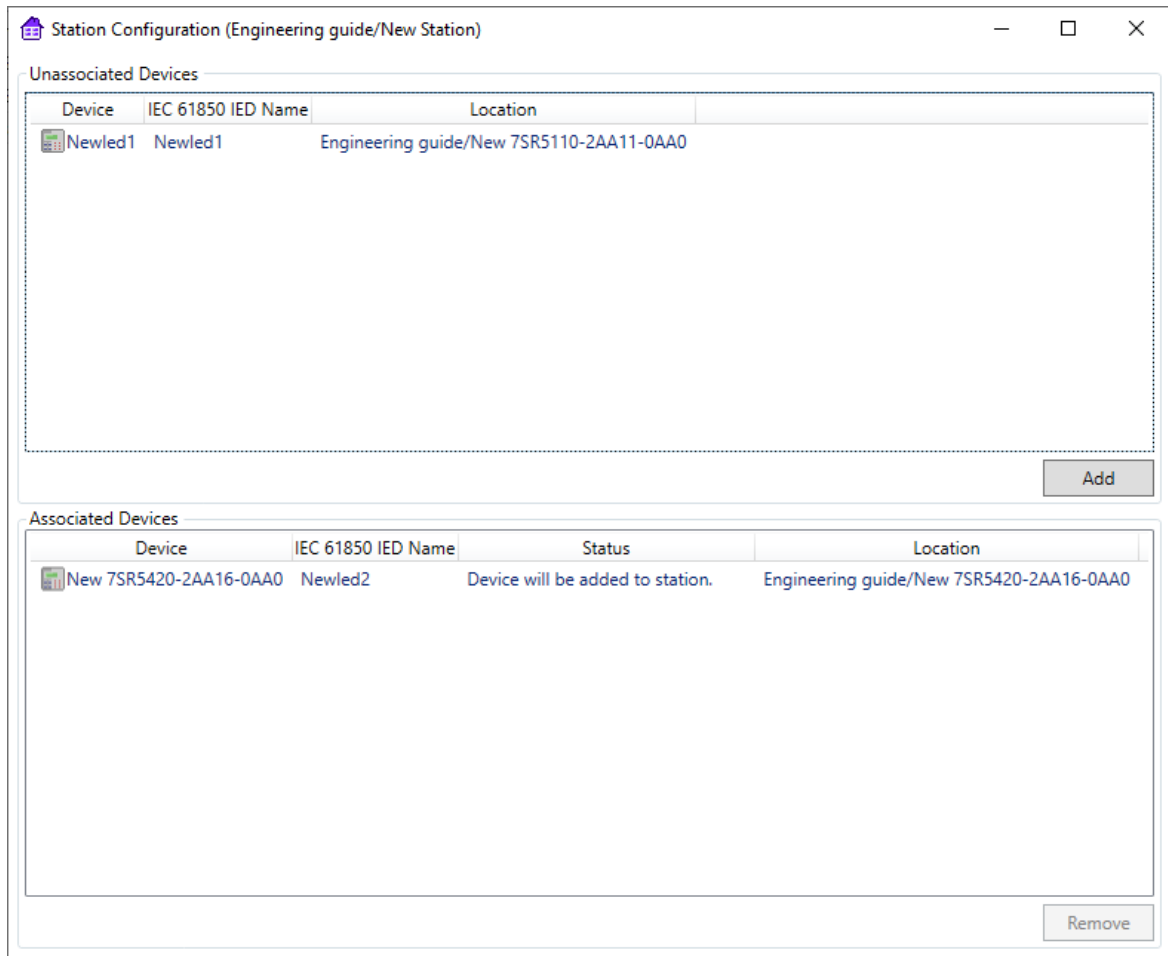 Station Configuration (Engineering guide/New Station)
Unassociated Devices
Device IEC 61850 IED Name Location
Newled1 Newled1 Engineering guide/New 7SR5110-2AA11-0AA0
Add
Associated Devices
Device IEC 61850 IED Name Status Location
New 7SR5420-2AA16-0AA0 Newled2 Device will be added to station. Engineering guide/New 7SR5420-2AA16-0AA0
Remove